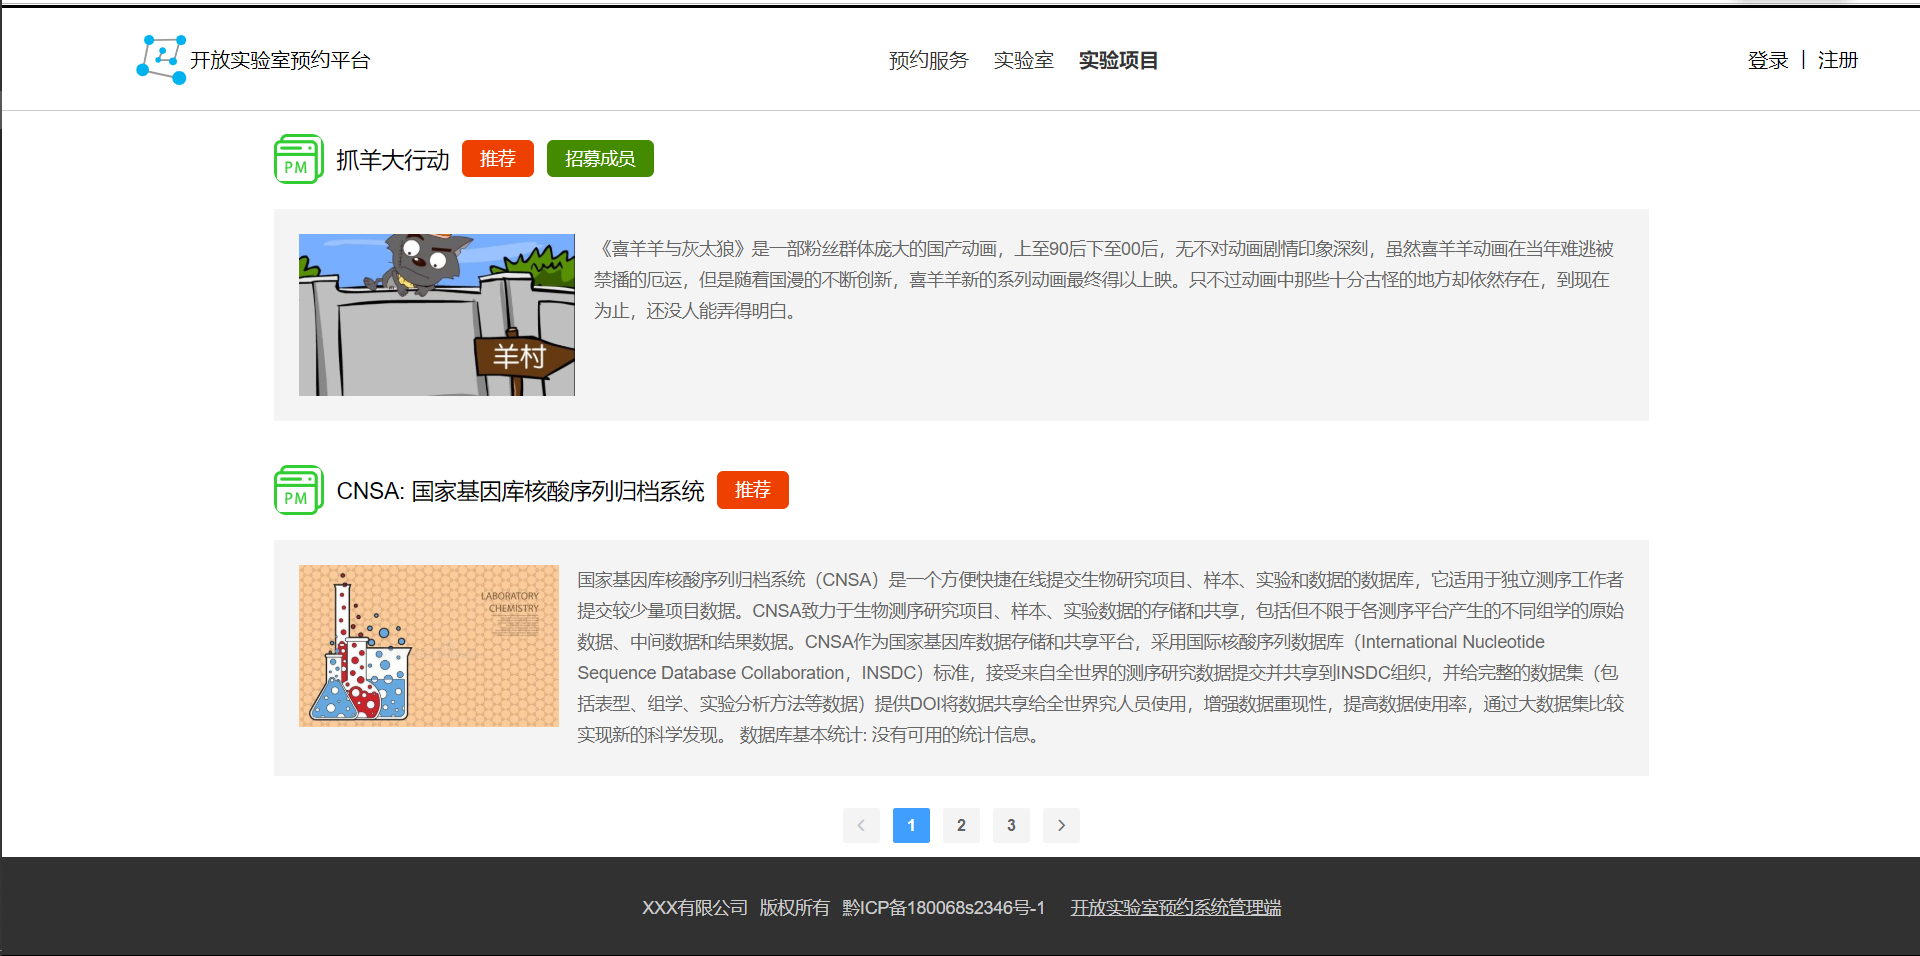 开放实验室预约平台
预约服务 实验室 实验项目
登录 | 注册
PM 抓羊大行动 推荐 招募成员
《喜羊羊与灰太狼》是一部粉丝群体庞大的国产动画，上至90后下至00后，无不对动画剧情印象深刻，虽然喜羊羊动画在当年难逃被
禁播的厄运，但是随着国漫的不断创新，喜羊羊新的系列动画最终得以上映。只不过动画中那些十分古怪的地方却依然存在，到现在
为止，还没人能弄得明白。
羊村
PM CNSA: 国家基因库核酸序列归档系统 推荐
LABORATORY
CHEMISTRY
国家基因库核酸序列归档系统（CNSA）是一个方便快捷在线提交生物研究项目、样本、实验和数据的数据库，它适用于独立测序工作者
提交较少量项目数据。CNSA致力于生物测序研究项目、样本、实验数据的存储和共享，包括但不限于各测序平台产生的不同组学的原始
数据、中间数据和结果数据。CNSA作为国家基因库数据存储和共享平台，采用国际核酸序列数据库（International Nucleotide
Sequence Database Collaboration，INSDC）标准，接受来自全世界的测序研究数据提交并共享到INSDC组织，并给完整的数据集（包
括表型、组学、实验分析方法等数据）提供DOI将数据共享给全世界究人员使用，增强数据重现性，提高数据使用率，通过大数据集比较
实现新的科学发现。 数据库基本统计: 没有可用的统计信息。
1 2 3
XXX有限公司 版权所有 黔ICP备180068s2346号-1 开放实验室预约系统管理端